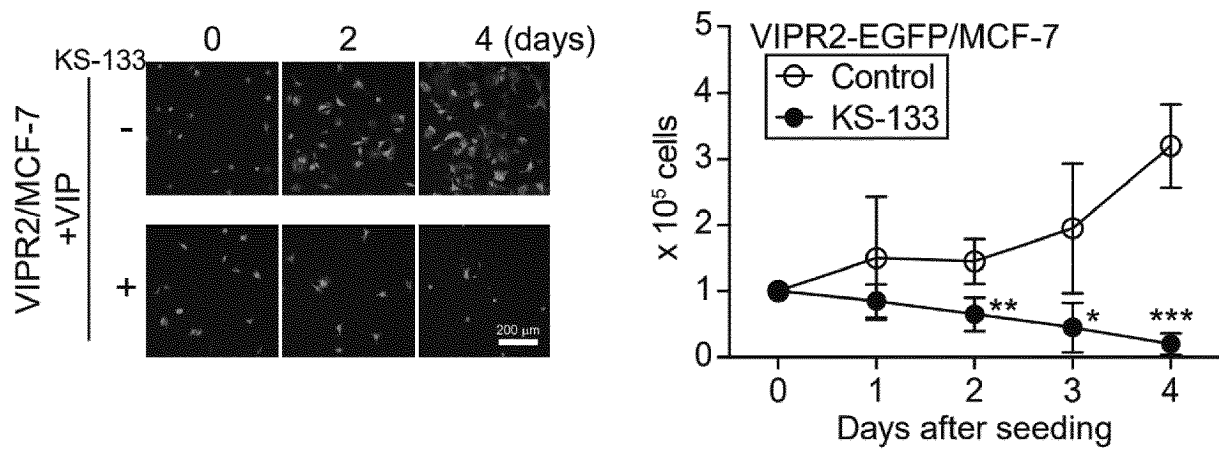 0 2 4 (days)
KS-133
VIPR2/MCF-7
+VIP
-
+
200 µm
VIPR2-EGFP/MCF-7
Control
KS-133
x 10⁵ cells
5
4
3
2
1
0
**
*
***
0 1 2 3 4
Days after seeding